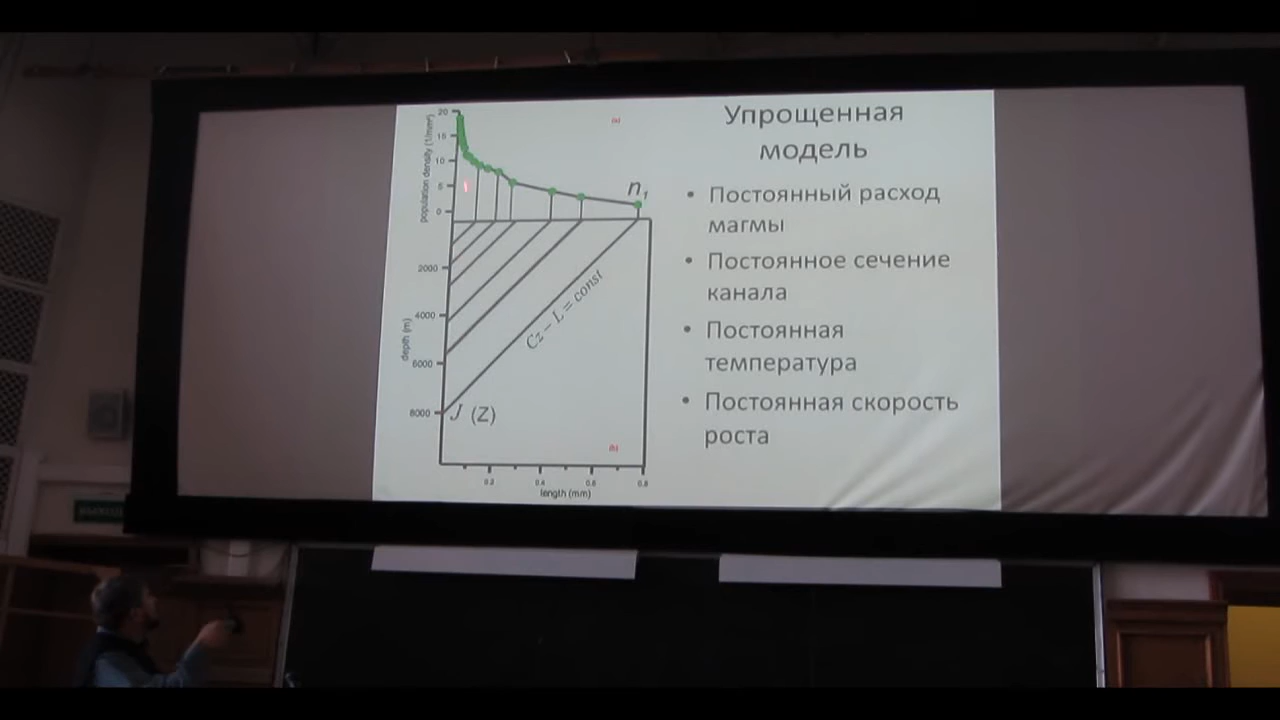 Упрощенная
модель
• Постоянный расход
магмы
• Постоянное сечение
канала
• Постоянная
температура
• Постоянная скорость
роста
population density (1/mm³)
20
15
10
5
0
(a)
n₁
depth (m)
2000
4000
6000
8000
Cz – L = const
J (Z)
(b)
0.2
0.4
0.6
0.8
length (mm)